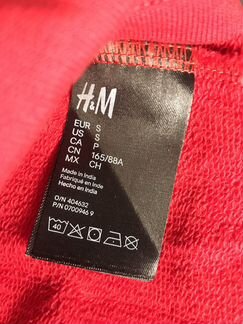 H&M
EUR S
US S
CA P
CN 165/88A
MX CH
Made in India
Fabriqué en Inde
Hecho en India
O/N 404632
P/N 0700946 9
40